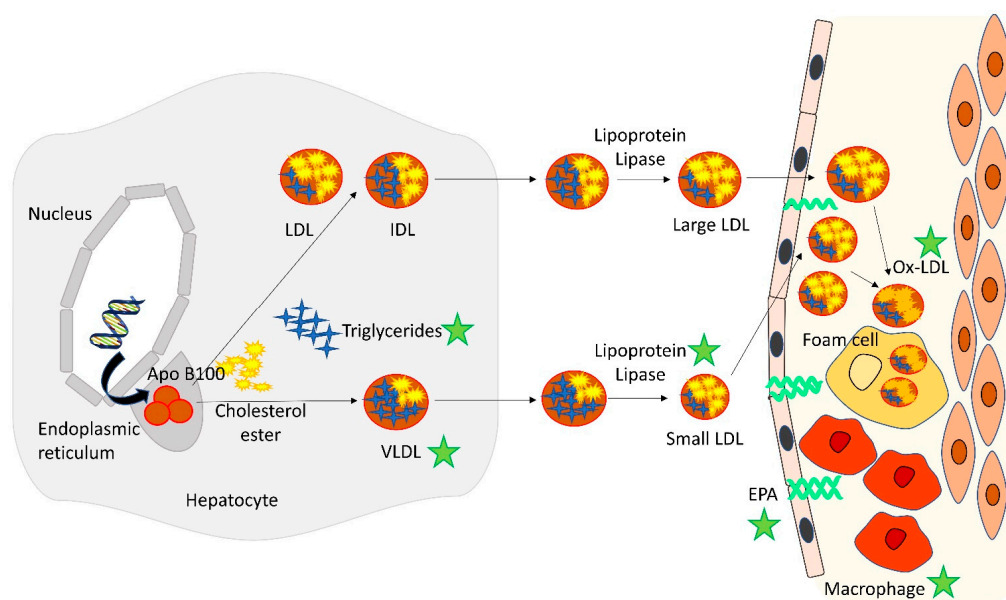 Nucleus
LDL
IDL
Triglycerides
Apo B100
Cholesterol
ester
Endoplasmic
reticulum
VLDL
Hepatocyte
Lipoprotein
Lipase
Large LDL
Lipoprotein
Lipase
Small LDL
Ox-LDL
Foam cell
EPA
Macrophage